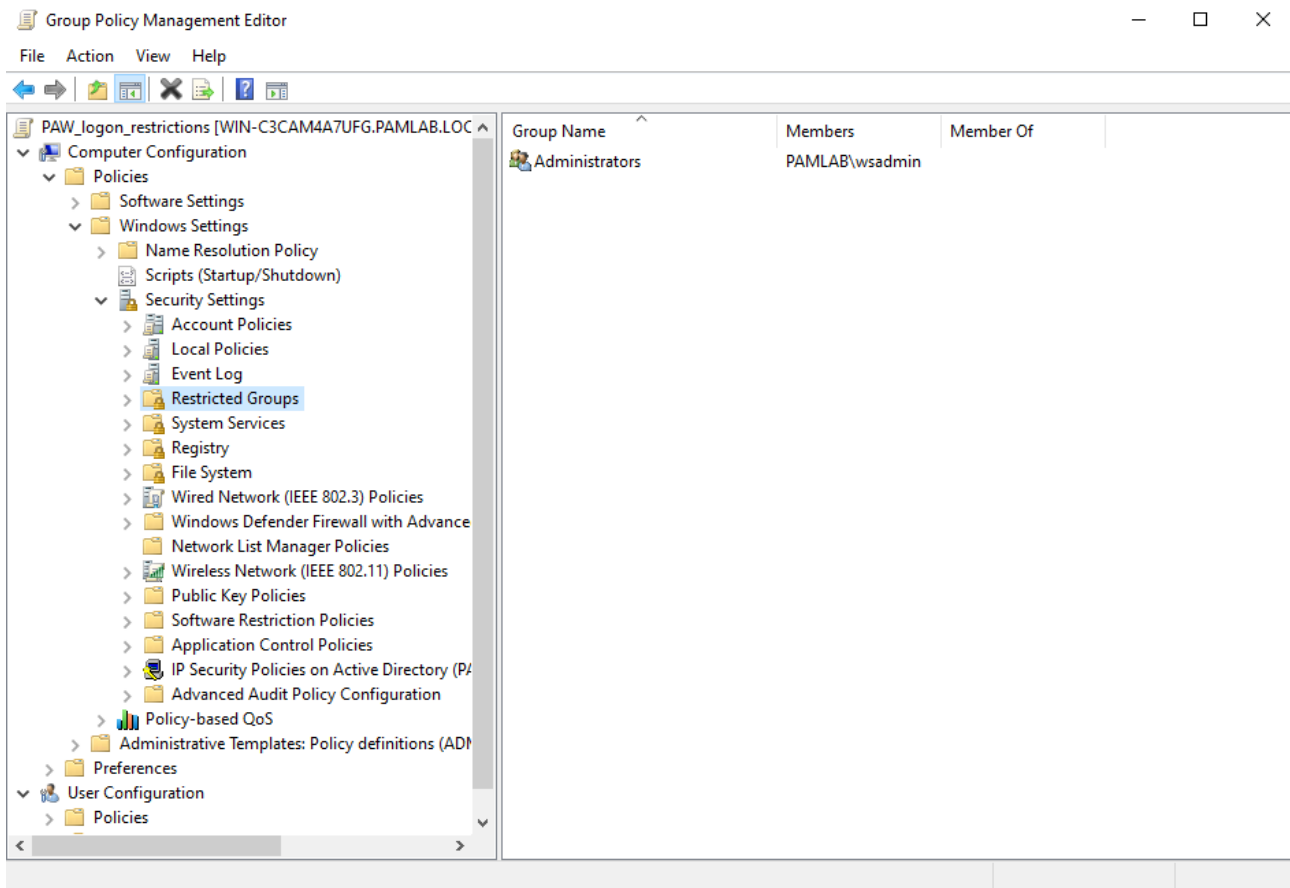 Group Policy Management Editor
File Action View Help
PAW_logon_restrictions [WIN-C3CAM4A7UFG.PAMLAB.LOC
Computer Configuration
Policies
Software Settings
Windows Settings
Name Resolution Policy
Scripts (Startup/Shutdown)
Security Settings
Account Policies
Local Policies
Event Log
Restricted Groups
System Services
Registry
File System
Wired Network (IEEE 802.3) Policies
Windows Defender Firewall with Advance
Network List Manager Policies
Wireless Network (IEEE 802.11) Policies
Public Key Policies
Software Restriction Policies
Application Control Policies
IP Security Policies on Active Directory (PA
Advanced Audit Policy Configuration
Policy-based QoS
Administrative Templates: Policy definitions (ADM
Preferences
User Configuration
Policies
Group Name Members Member Of
Administrators PAMLAB\wsadmin